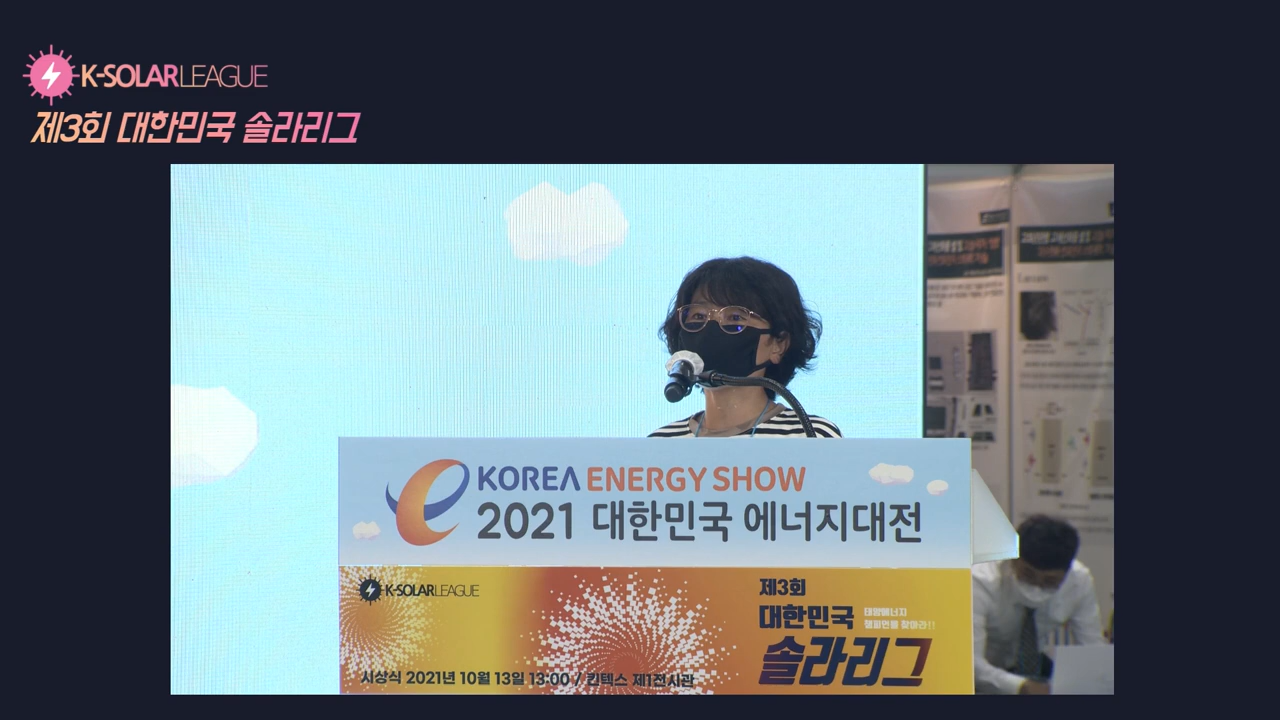 K-SOLARLEAGUE
제3회 대한민국 솔라리그
KOREA ENERGY SHOW
2021 대한민국 에너지대전
K-SOLARLEAGUE
제3회
대한민국
태양에너지
챔피언을 찾아라!!
솔라리그
시상식 2021년 10월 13일 13:00 / 킨텍스 제1전시관